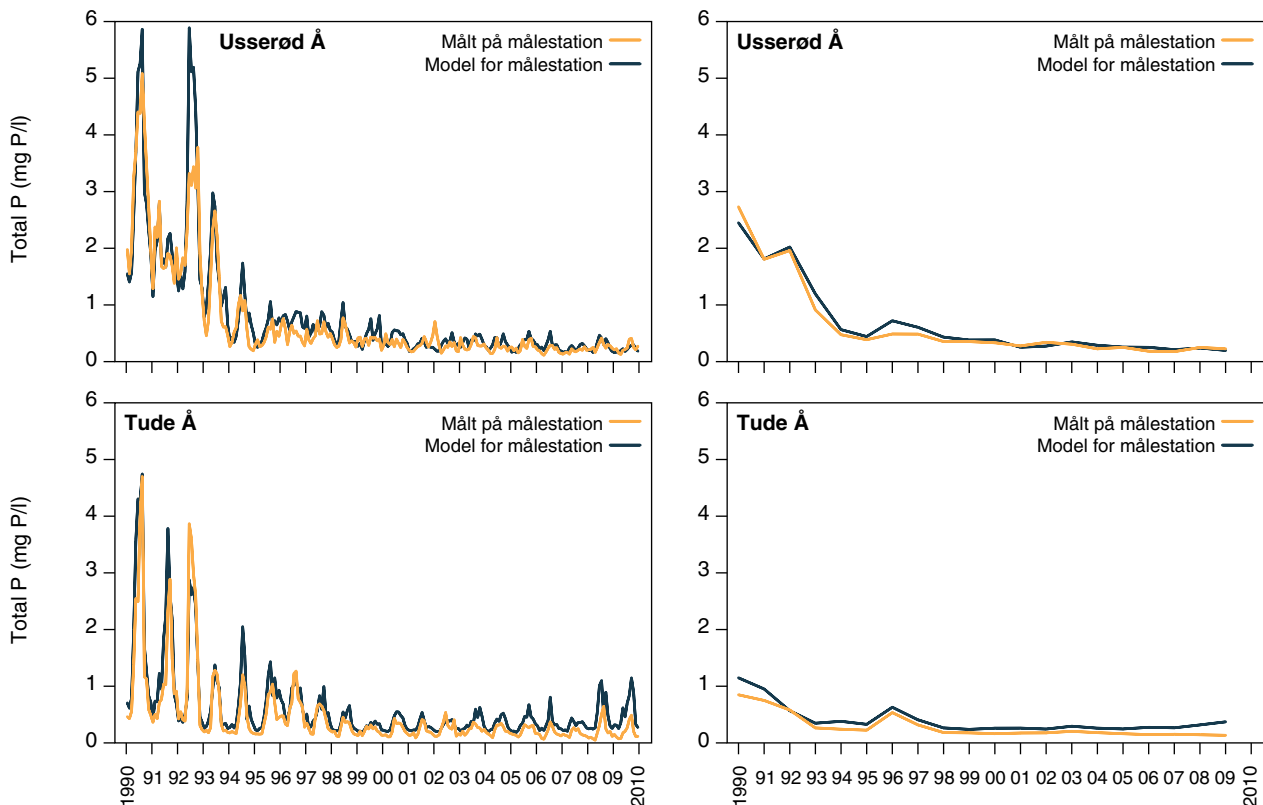 Total P (mg P/l)
6
5
4
3
2
1
0
Usserød Å
Målt på målestation
Model for målestation
6
5
4
3
2
1
0
Usserød Å
Målt på målestation
Model for målestation
Total P (mg P/l)
6
5
4
3
2
1
0
Tude Å
Målt på målestation
Model for målestation
1990 91 92 93 94 95 96 97 98 99 00 01 02 03 04 05 06 07 08 09 2010
6
5
4
3
2
1
0
Tude Å
Målt på målestation
Model for målestation
1990 91 92 93 94 95 96 97 98 99 00 01 02 03 04 05 06 07 08 09 2010